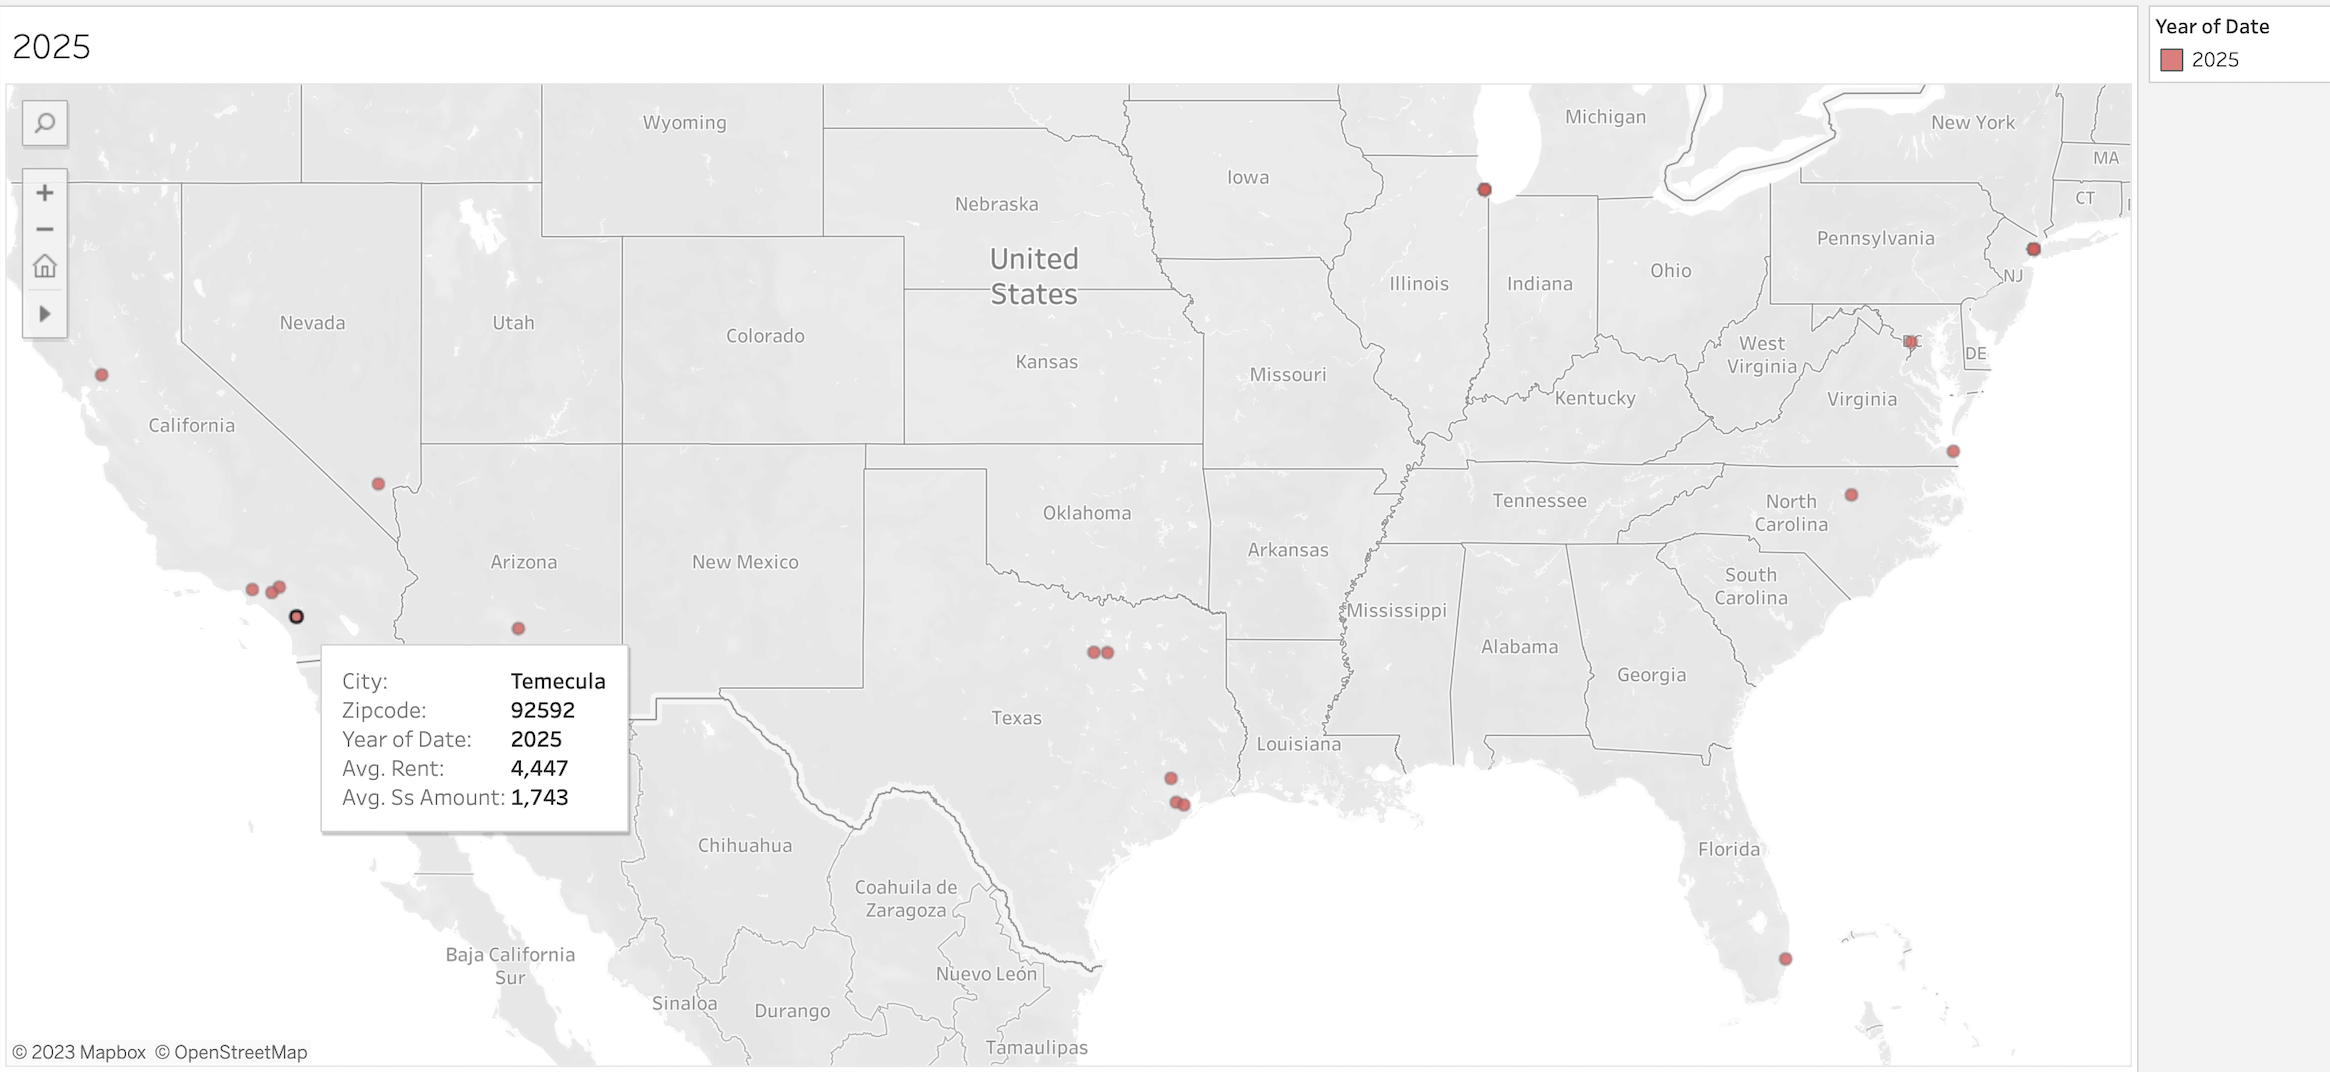 2025
Year of Date
2025
Wyoming
Michigan
New York
MA
Iowa
Nebraska
CT
Pennsylvania
United
States
Ohio
Illinois
Indiana
NJ
Nevada
Utah
Colorado
West
Virginia
DC
DE
Kansas
Missouri
Kentucky
Virginia
California
Oklahoma
Tennessee
North
Carolina
Arizona
New Mexico
Arkansas
South
Carolina
Mississippi
Alabama
Georgia
City: Temecula
Zipcode: 92592
Year of Date: 2025
Avg. Rent: 4,447
Avg. Ss Amount: 1,743
Texas
Louisiana
Chihuahua
Florida
Coahuila de
Zaragoza
Baja California
Sur
Nuevo León
Sinaloa
Durango
Tamaulipas
© 2023 Mapbox © OpenStreetMap